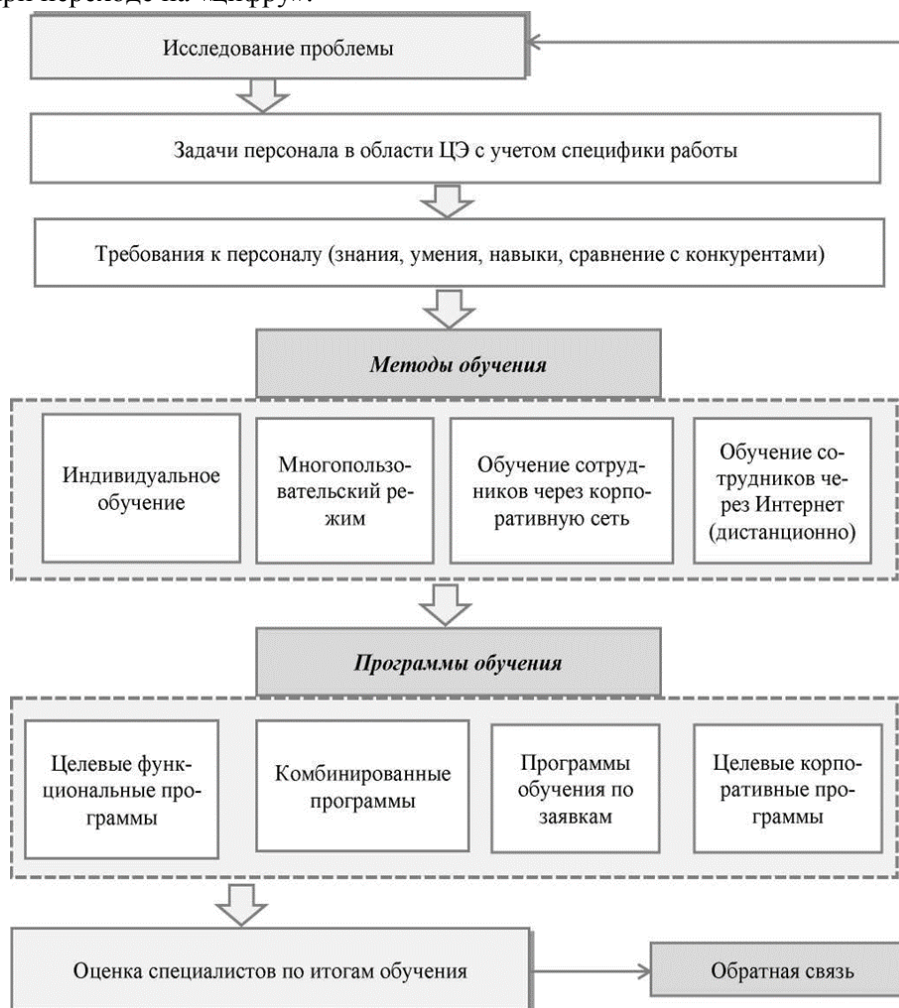 при переходе на «цифру».
Исследование проблемы
Задачи персонала в области ЦЭ с учетом специфики работы
Требования к персоналу (знания, умения, навыки, сравнение с конкурентами)
Методы обучения
Индивидуальное
обучение
Многопользо-
вательский ре-
жим
Обучение сотруд-
ников через корпо-
ративную сеть
Обучение со-
трудников че-
рез Интернет
(дистанционно)
Программы обучения
Целевые функ-
циональные про-
граммы
Комбинированные
программы
Программы
обучения по
заявкам
Целевые корпо-
ративные про-
граммы
Оценка специалистов по итогам обучения
Обратная связь